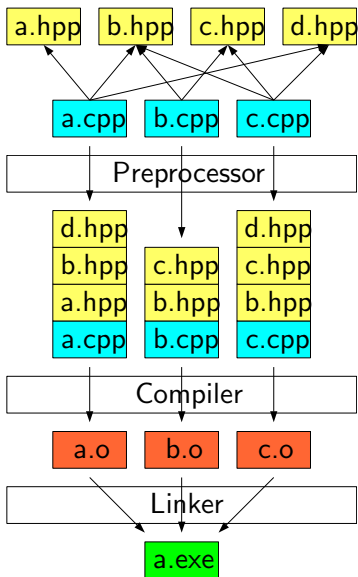 a.hpp b.hpp c.hpp d.hpp
a.cpp b.cpp c.cpp
Preprocessor
d.hpp d.hpp
b.hpp c.hpp c.hpp
a.hpp b.hpp b.hpp
a.cpp b.cpp c.cpp
Compiler
a.o b.o c.o
Linker
a.exe